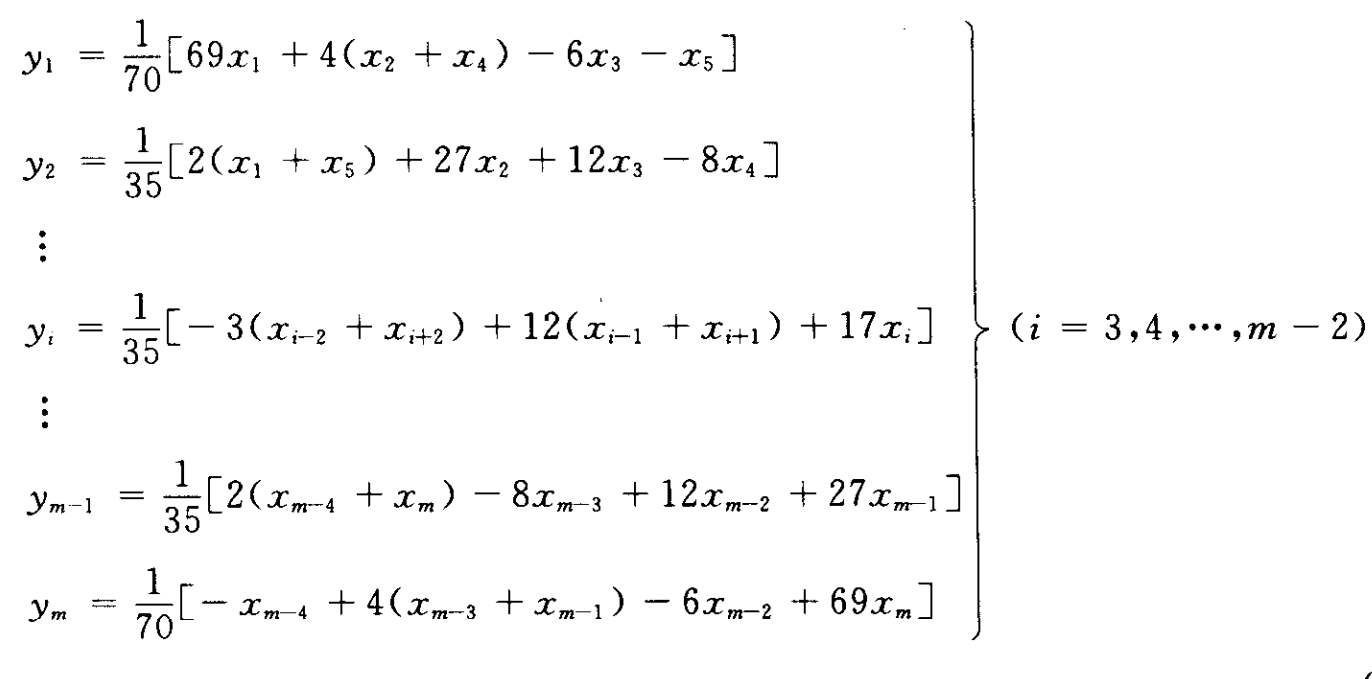 y₁ = 1/70[69x₁ + 4(x₂ + x₄) − 6x₃ − x₅]
y₂ = 1/35[2(x₁ + x₅) + 27x₂ + 12x₃ − 8x₄]
⋮
yᵢ = 1/35[− 3(xᵢ₋₂ + xᵢ₊₂) + 12(xᵢ₋₁ + xᵢ₊₁) + 17xᵢ] } (i = 3,4,⋯,m − 2)
⋮
yₘ₋₁ = 1/35[2(xₘ₋₄ + xₘ) − 8xₘ₋₃ + 12xₘ₋₂ + 27xₘ₋₁]
yₘ = 1/70[− xₘ₋₄ + 4(xₘ₋₃ + xₘ₋₁) − 6xₘ₋₂ + 69xₘ]